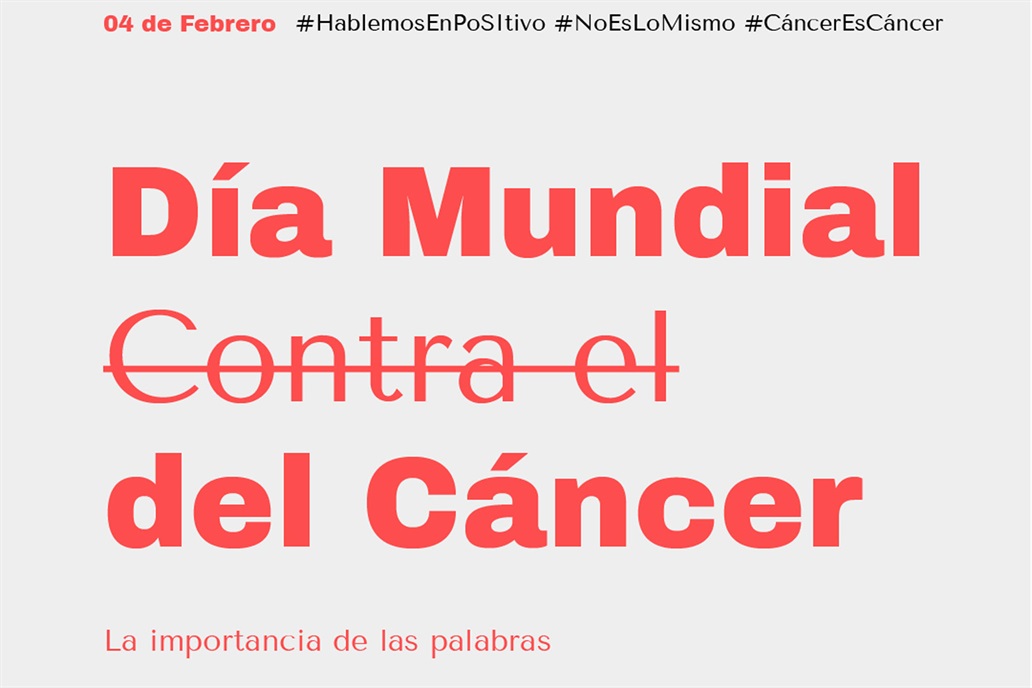 04 de Febrero #HablemosEnPoSItivo #NoEsLoMismo #CáncerEsCáncer
Día Mundial
Contra el
del Cáncer
La importancia de las palabras